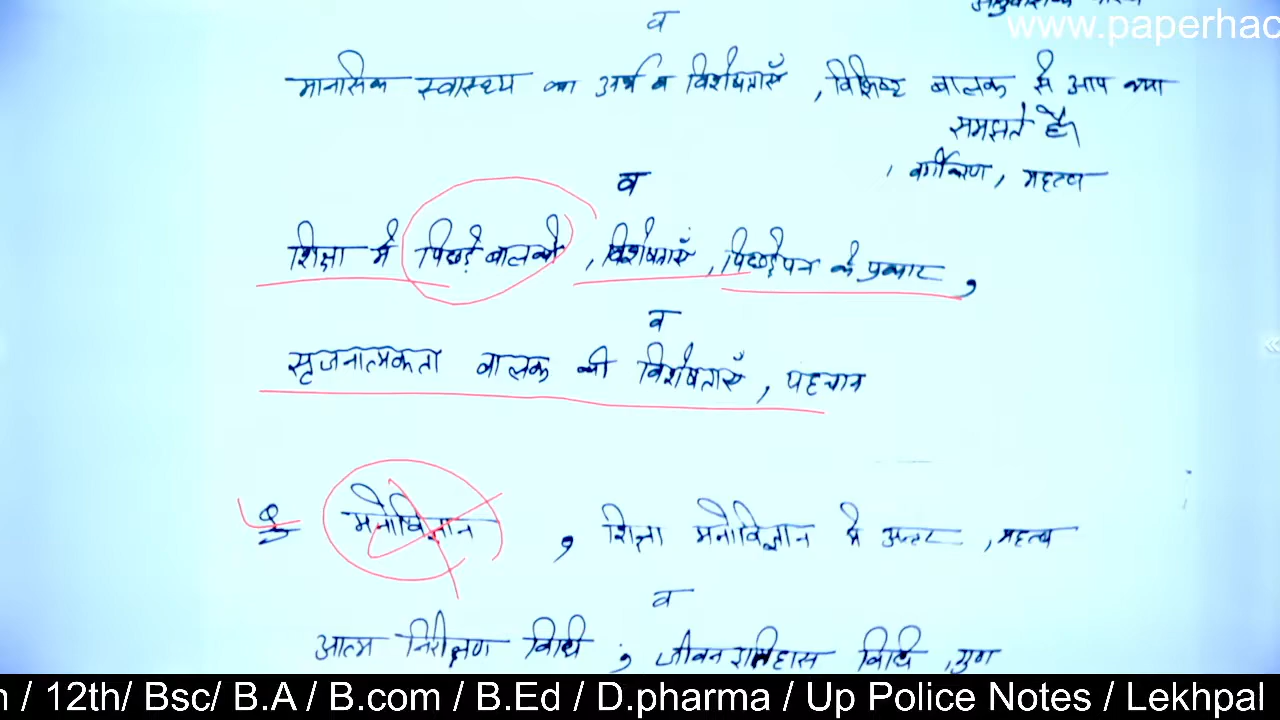 www.paperhac
व
मानसिक स्वास्थ्य का अर्थ व विशेषताएँ , विशिष्ट बालक से आप क्या
समझते है।
, वर्गीकरण , महत्व
व
शिक्षा में पिछड़े बालको , विशेषताएँ , पिछड़ेपन के प्रकार ,
व
सृजनात्मकता बालक की विशेषताएँ , पहचान
मनोविज्ञान , शिक्षा मनोविज्ञान में अन्तर , महत्व
व
आत्म निरीक्षण विधि ; जीवन इतिहास विधि , गुण
/ 12th/ Bsc/ B.A / B.com / B.Ed / D.pharma / Up Police Notes / Lekhpal